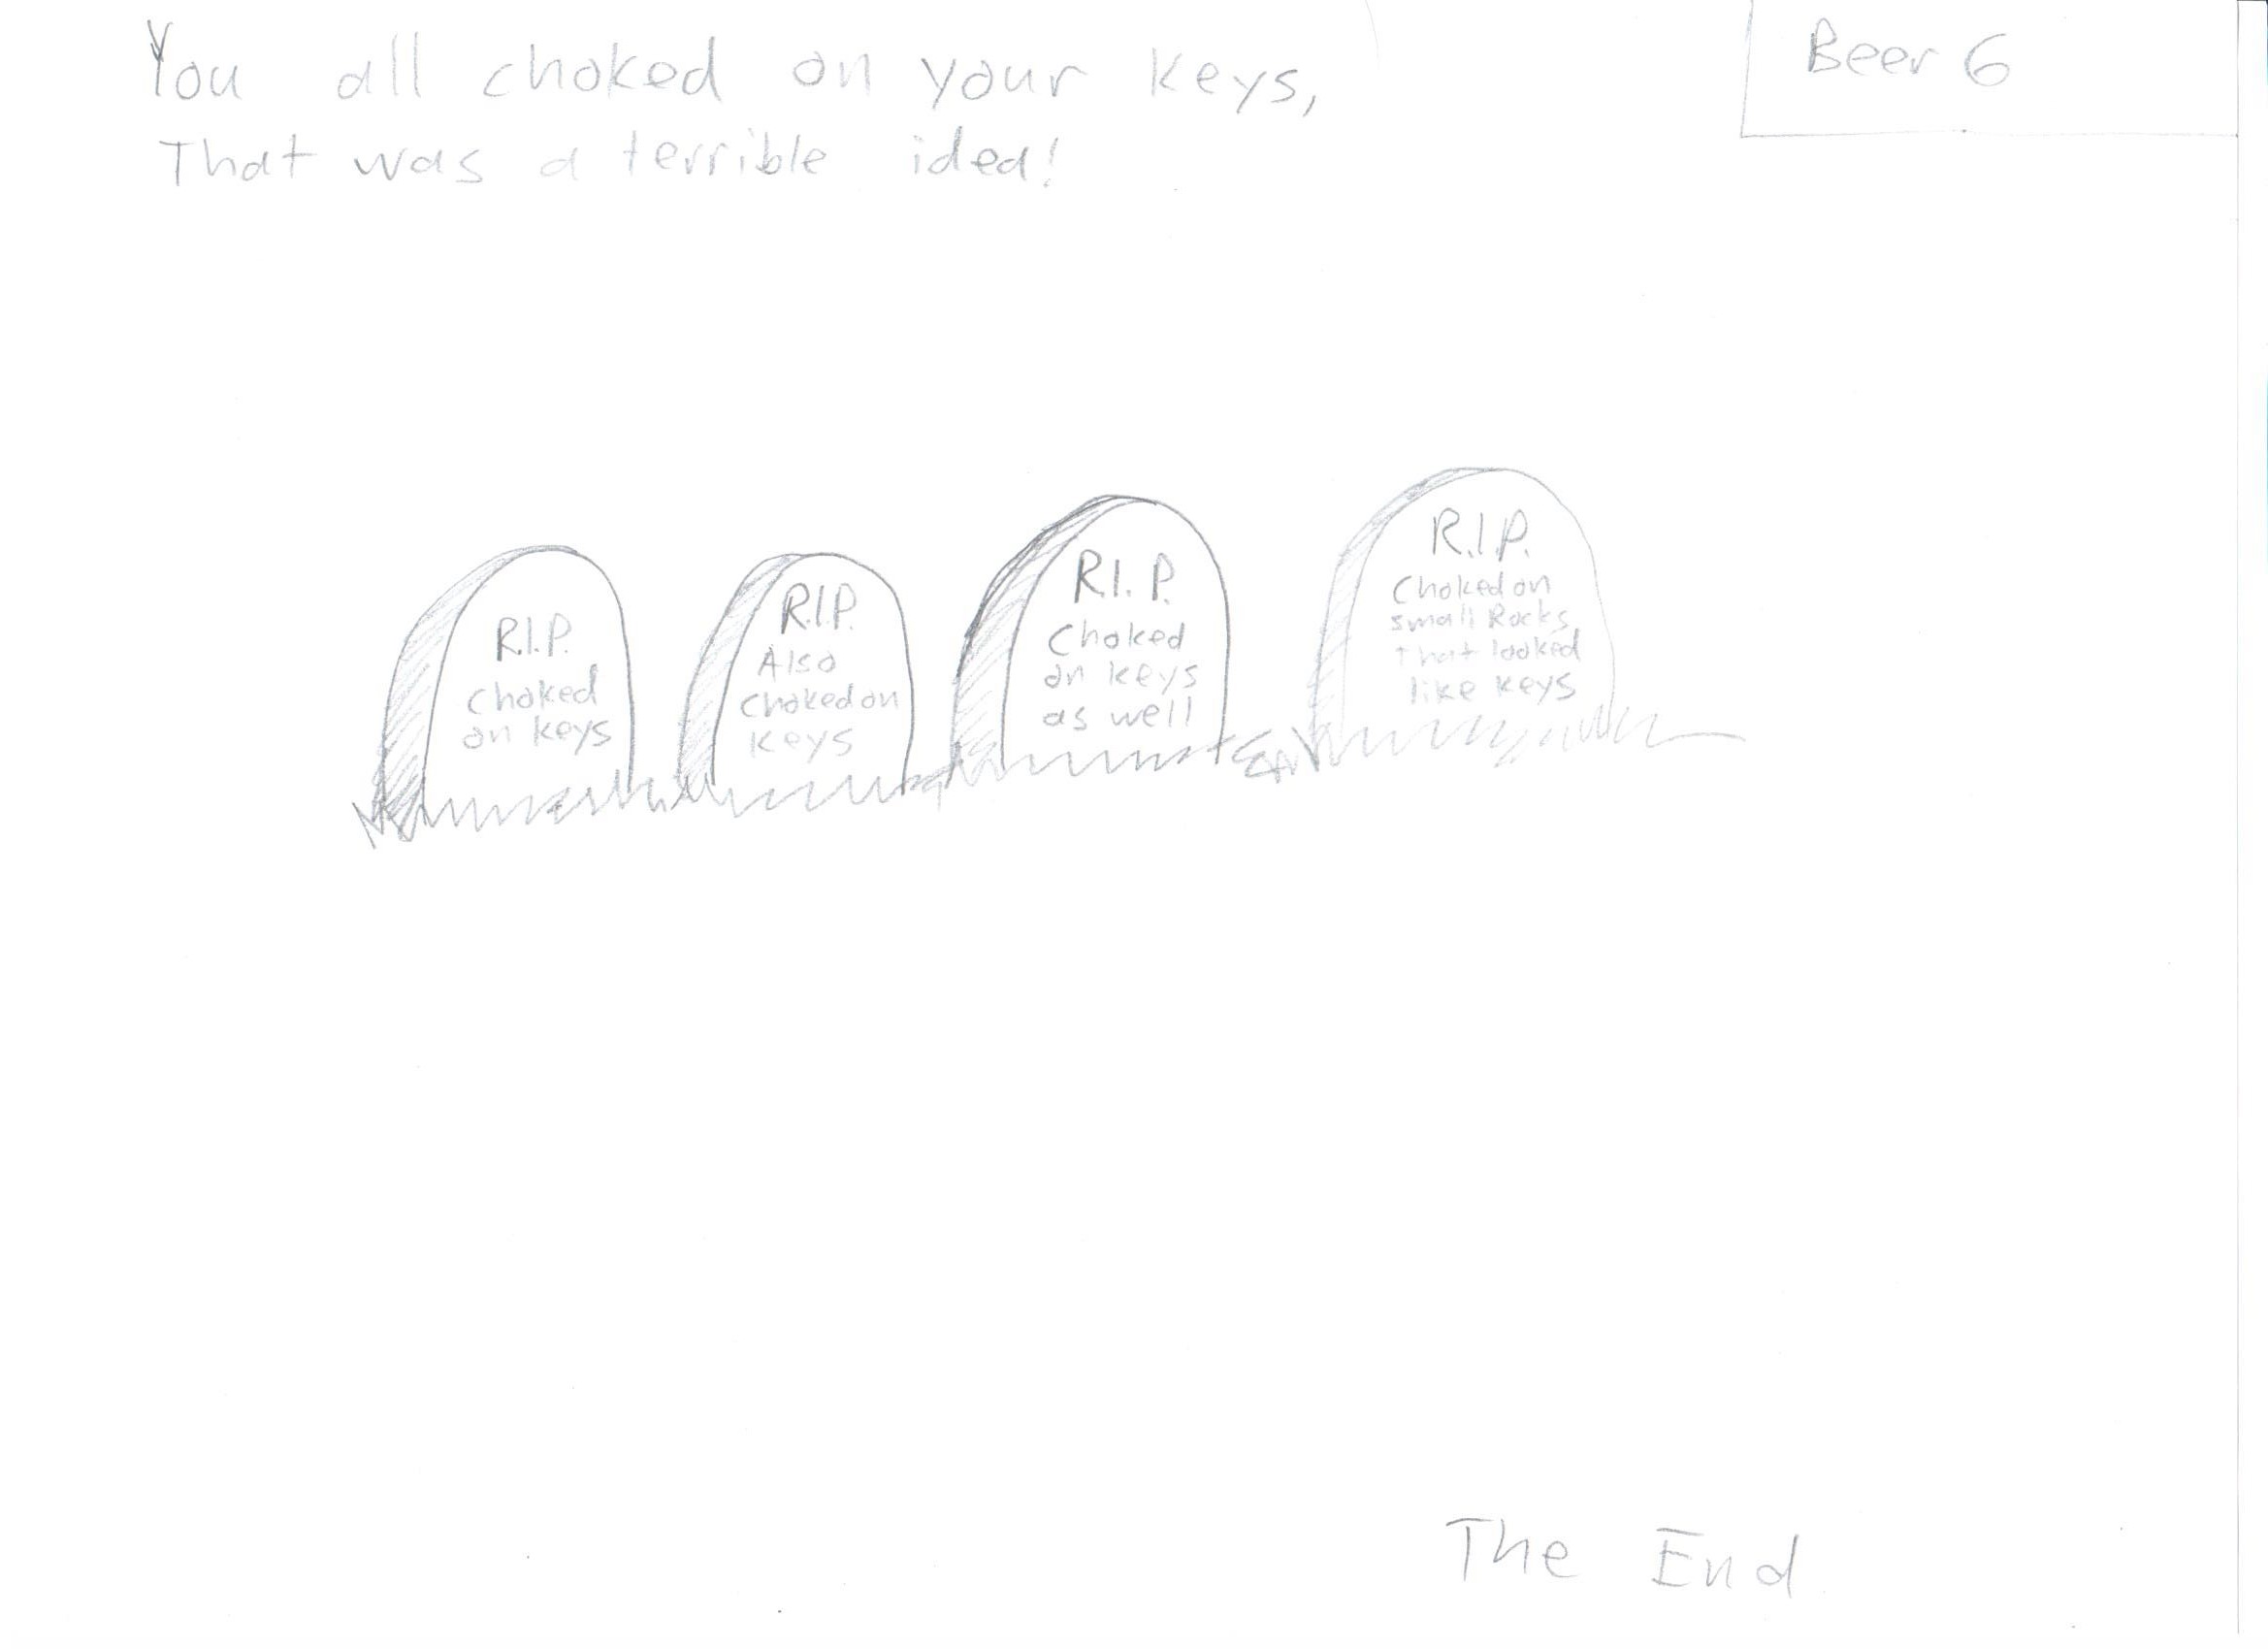 You all choked on your keys,
That was a terrible idea!
Beer 6
R.I.P.
Choked
on keys
R.I.P.
Also
Choked on
keys
R.I.P.
Choked
on keys
as well
R.I.P.
Choked on
small Rocks
That looked
like keys
The End